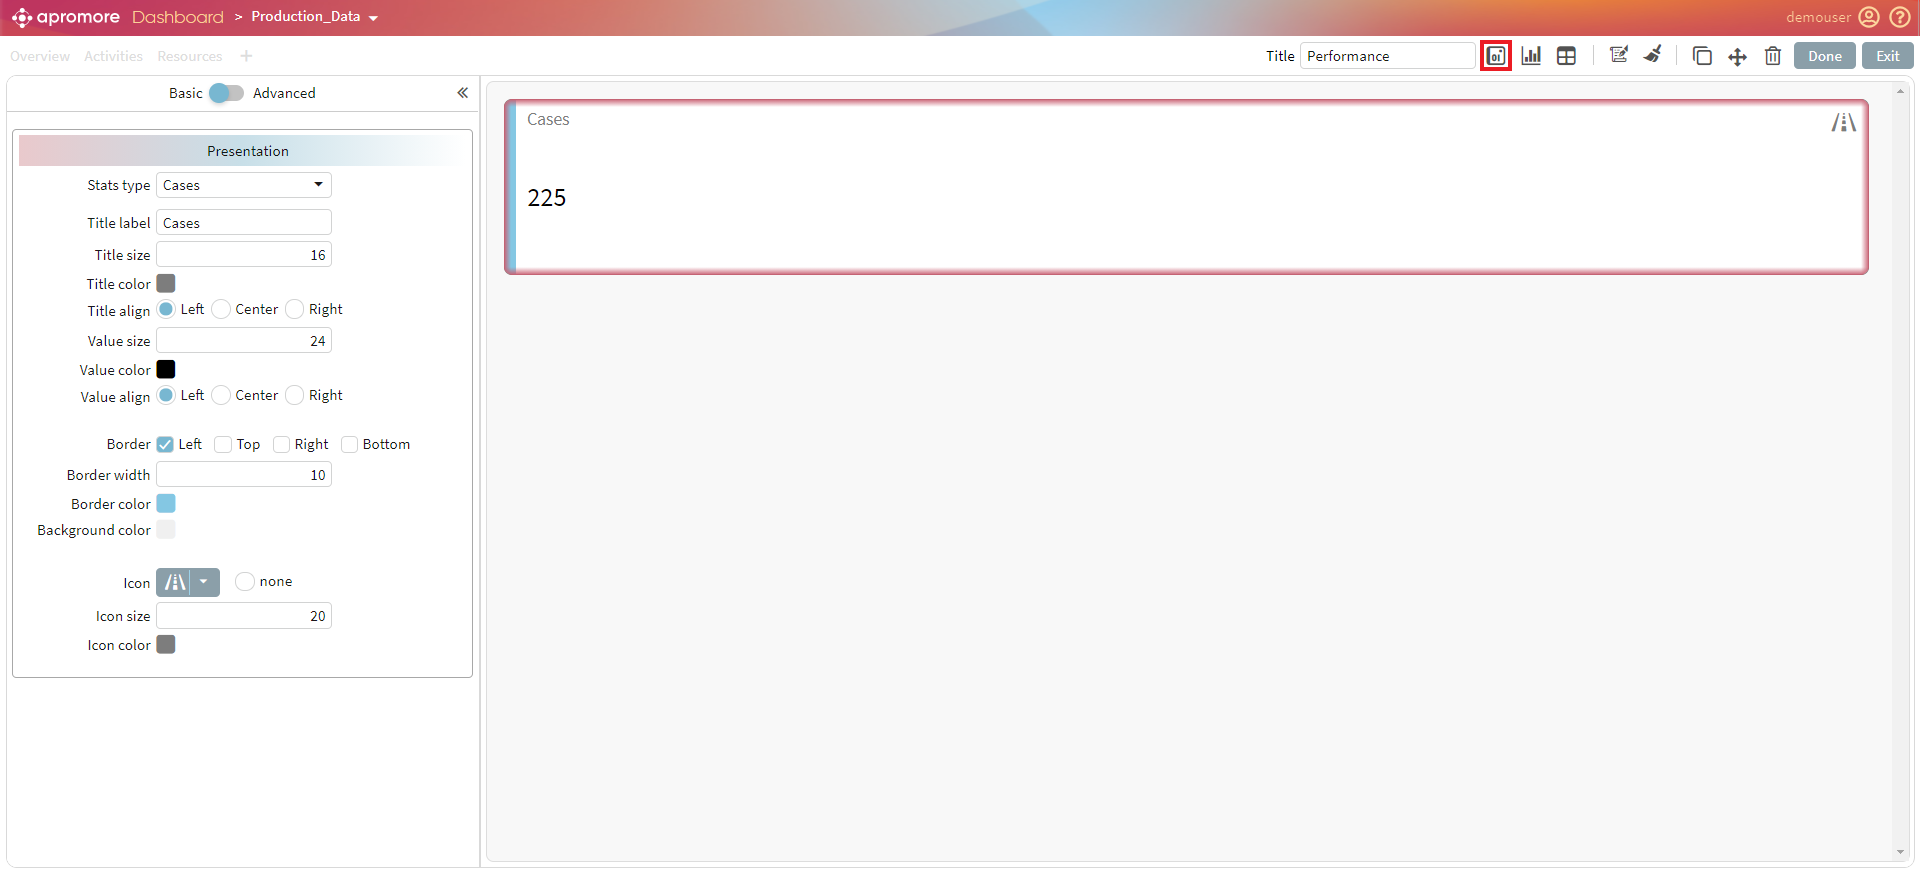 apromore Dashboard > Production_Data
demouser
Overview Activities Resources +
Title Performance
Done Exit
Basic Advanced
Presentation
Stats type Cases
Title label Cases
Title size 16
Title color
Title align Left Center Right
Value size 24
Value color
Value align Left Center Right
Border Left Top Right Bottom
Border width 10
Border color
Background color
Icon none
Icon size 20
Icon color
Cases
225